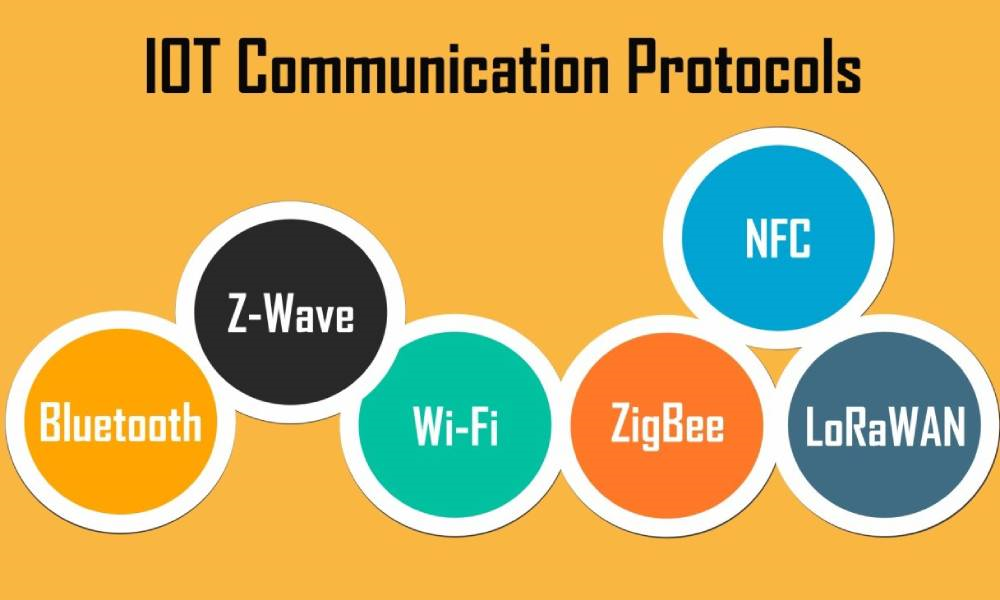 IOT Communication Protocols
NFC
Z-Wave
Bluetooth
Wi-Fi
ZigBee
LoRaWAN